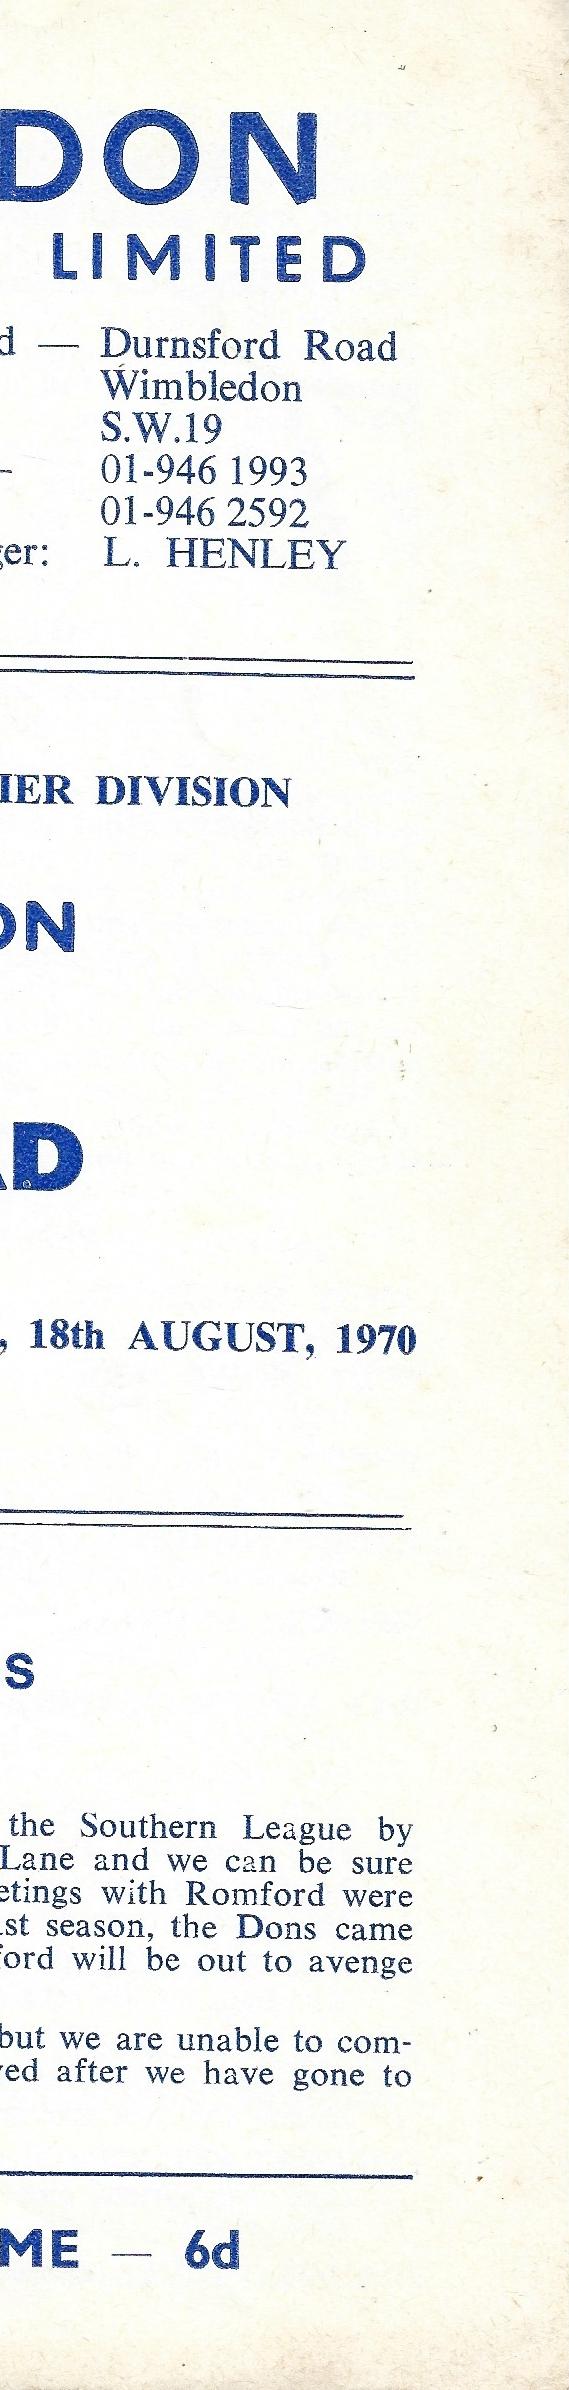 DON
LIMITED
d — Durnsford Road
Wimbledon
S.W.19
- 01-946 1993
01-946 2592
ger: L. HENLEY
IER DIVISION
ON
AD
, 18th AUGUST, 1970
S
the Southern League by
Lane and we can be sure
etings with Romford were
st season, the Dons came
ford will be out to avenge
but we are unable to com-
ed after we have gone to
ME — 6d